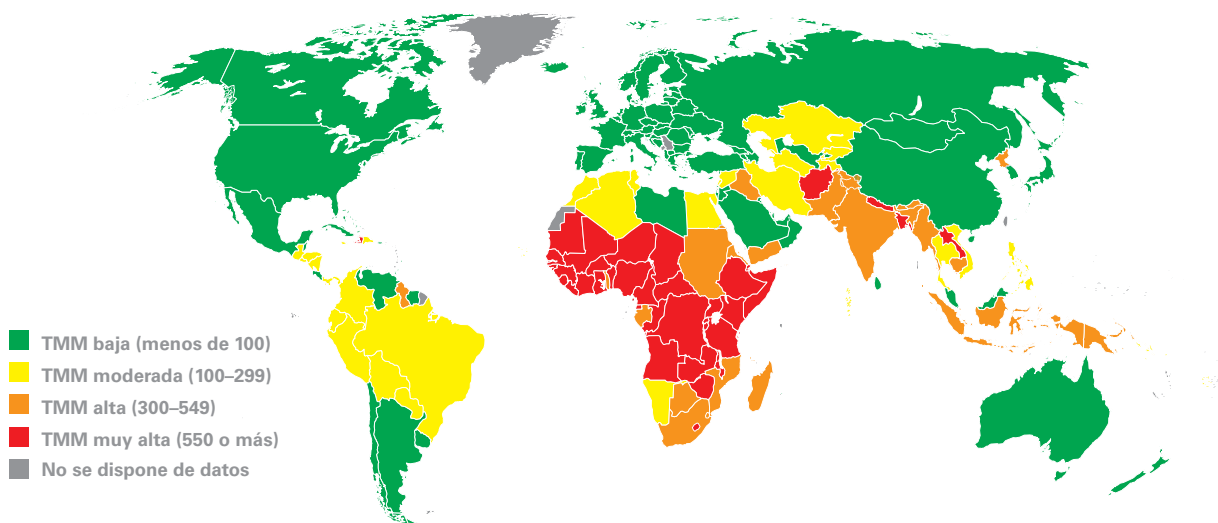 TMM baja (menos de 100)
TMM moderada (100–299)
TMM alta (300–549)
TMM muy alta (550 o más)
No se dispone de datos